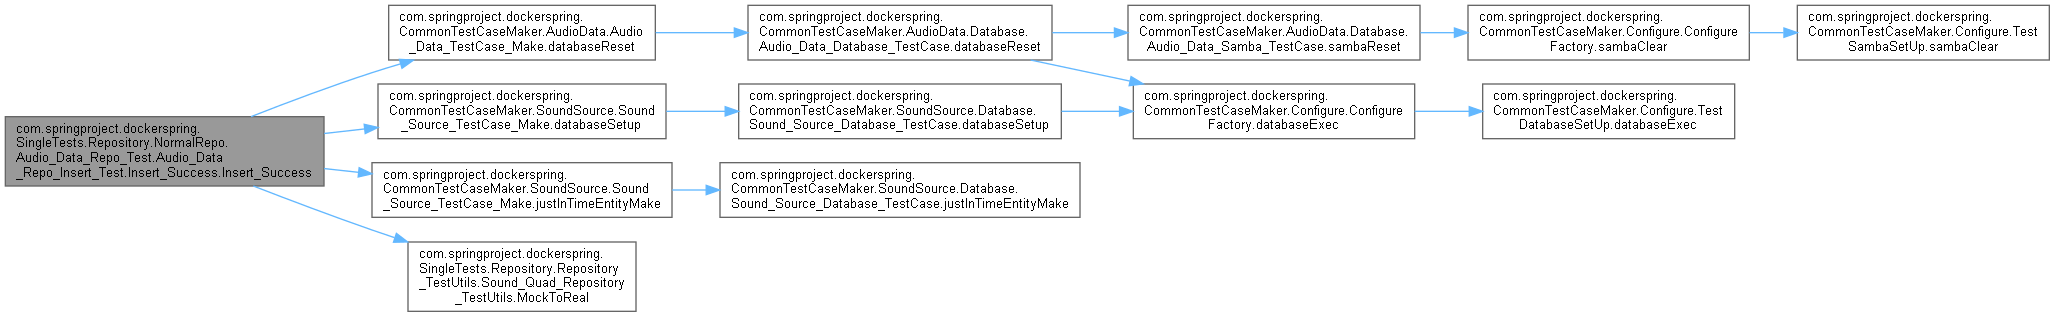 com.springproject.dockerspring.
SingleTests.Repository.NormalRepo.
Audio_Data_Repo_Test.Audio_Data
_Repo_Insert_Test.Insert_Success.Insert_Success
com.springproject.dockerspring.
CommonTestCaseMaker.AudioData.Audio
_Data_TestCase_Make.databaseReset
com.springproject.dockerspring.
CommonTestCaseMaker.AudioData.Database.
Audio_Data_Database_TestCase.databaseReset
com.springproject.dockerspring.
CommonTestCaseMaker.AudioData.Database.
Audio_Data_Samba_TestCase.sambaReset
com.springproject.dockerspring.
CommonTestCaseMaker.Configure.Configure
Factory.sambaClear
com.springproject.dockerspring.
CommonTestCaseMaker.Configure.Test
SambaSetUp.sambaClear
com.springproject.dockerspring.
CommonTestCaseMaker.SoundSource.Sound
_Source_TestCase_Make.databaseSetup
com.springproject.dockerspring.
CommonTestCaseMaker.SoundSource.Database.
Sound_Source_Database_TestCase.databaseSetup
com.springproject.dockerspring.
CommonTestCaseMaker.Configure.Configure
Factory.databaseExec
com.springproject.dockerspring.
CommonTestCaseMaker.Configure.Test
DatabaseSetUp.databaseExec
com.springproject.dockerspring.
CommonTestCaseMaker.SoundSource.Sound
_Source_TestCase_Make.justInTimeEntityMake
com.springproject.dockerspring.
CommonTestCaseMaker.SoundSource.Database.
Sound_Source_Database_TestCase.justInTimeEntityMake
com.springproject.dockerspring.
SingleTests.Repository.Repository
_TestUtils.Sound_Quad_Repository
_TestUtils.MockToReal